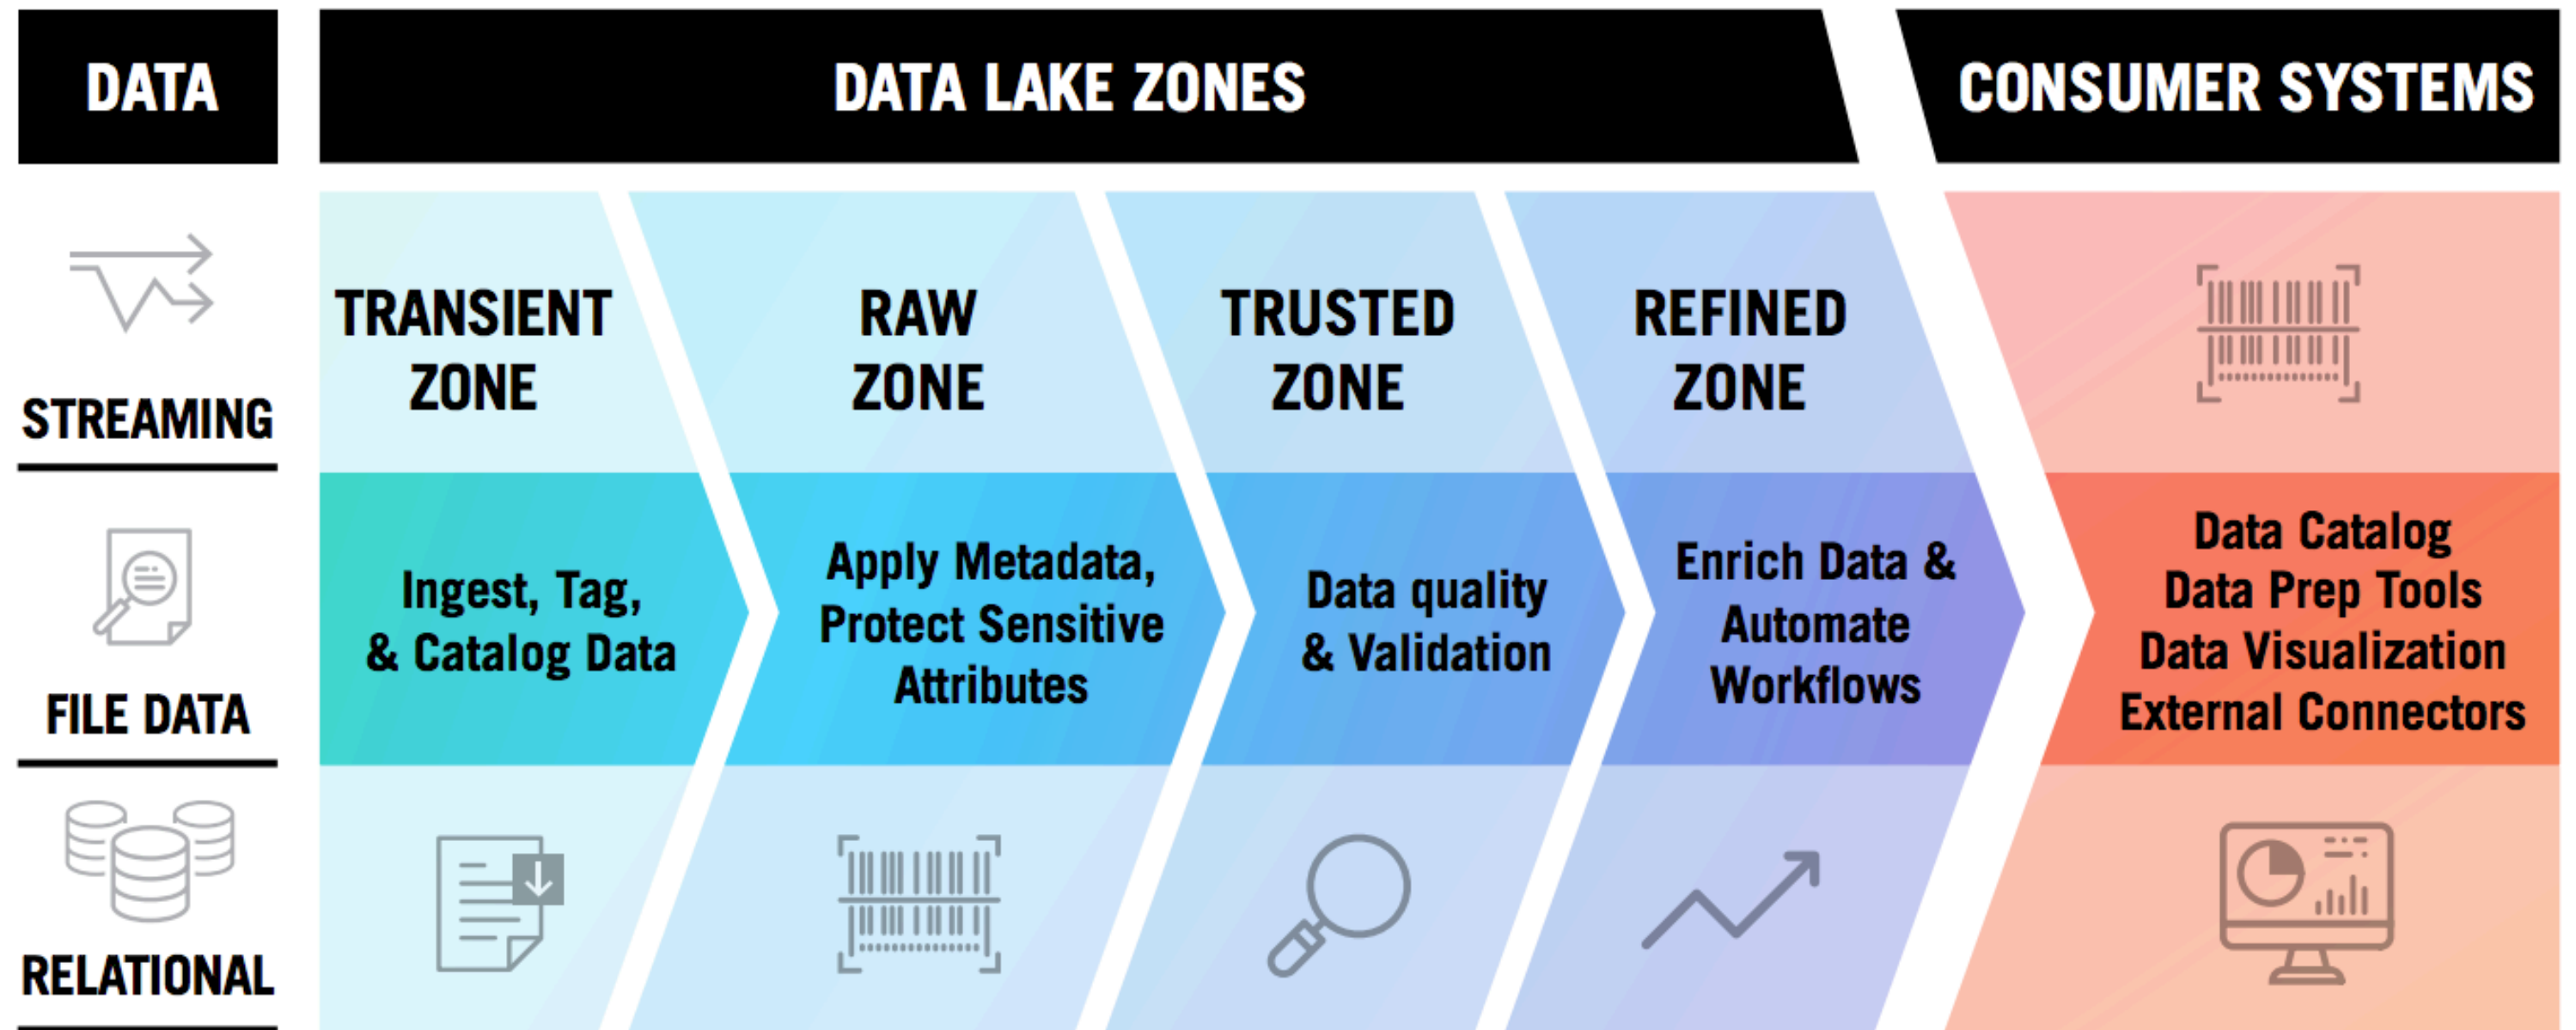 DATA
DATA LAKE ZONES
CONSUMER SYSTEMS
STREAMING
FILE DATA
RELATIONAL
TRANSIENT
ZONE
Ingest, Tag,
& Catalog Data
RAW
ZONE
Apply Metadata,
Protect Sensitive
Attributes
TRUSTED
ZONE
Data quality
& Validation
REFINED
ZONE
Enrich Data &
Automate
Workflows
Data Catalog
Data Prep Tools
Data Visualization
External Connectors